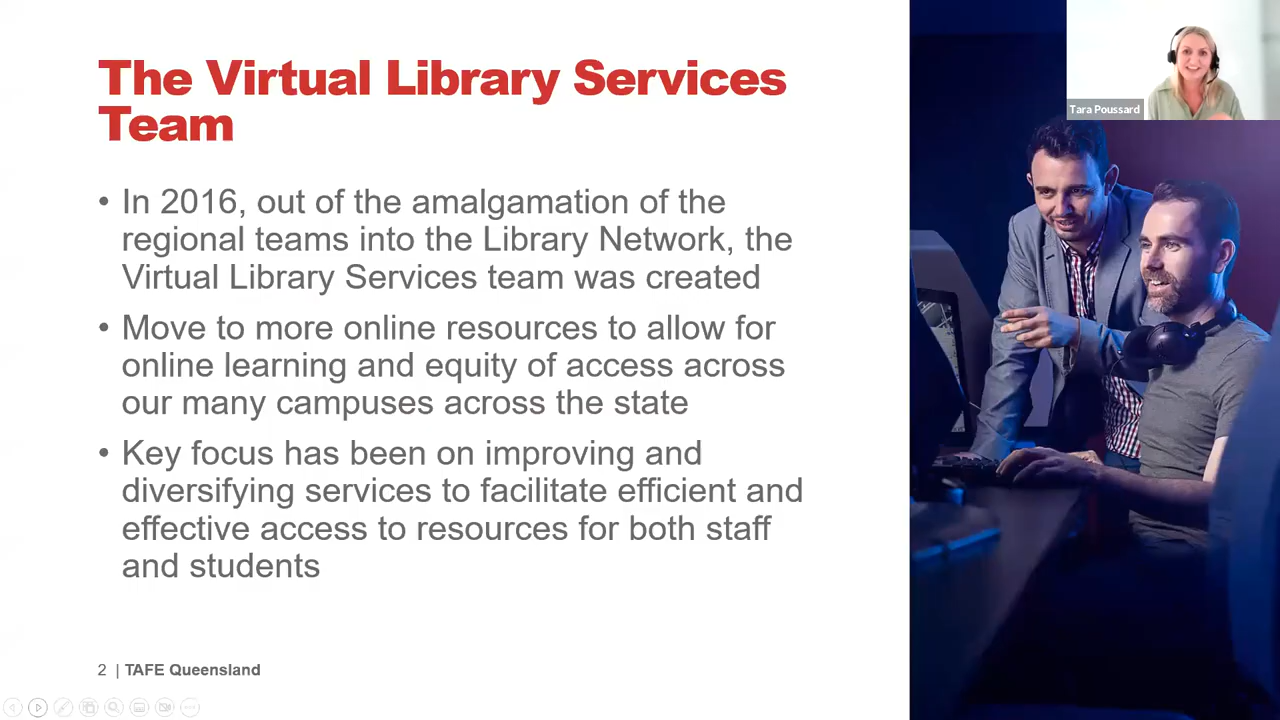 The Virtual Library Services
Team
Tara Poussard
• In 2016, out of the amalgamation of the
regional teams into the Library Network, the
Virtual Library Services team was created
• Move to more online resources to allow for
online learning and equity of access across
our many campuses across the state
• Key focus has been on improving and
diversifying services to facilitate efficient and
effective access to resources for both staff
and students
2 | TAFE Queensland